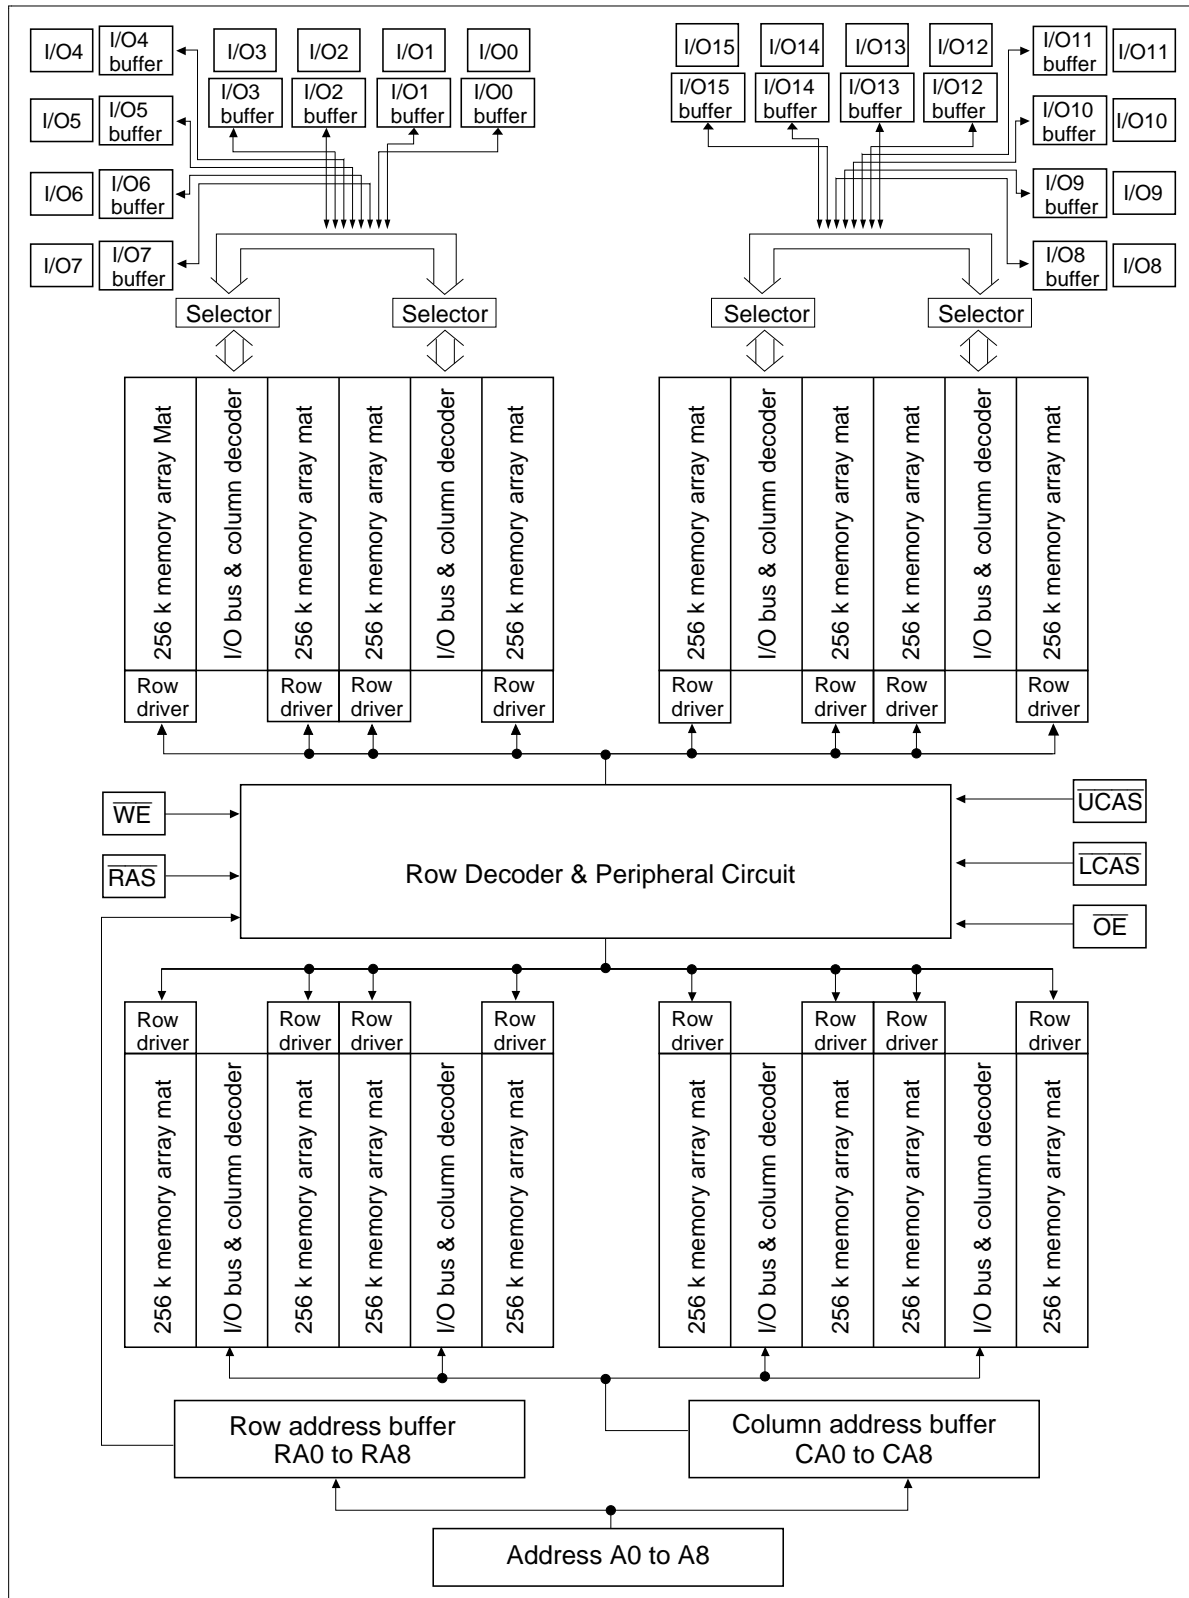 I/O4
I/O4
buffer
I/O3
I/O2
I/O1
I/O0
I/O15
I/O14
I/O13
I/O12
I/O11
buffer
I/O11
I/O3
buffer
I/O2
buffer
I/O1
buffer
I/O0
buffer
I/O15
buffer
I/O14
buffer
I/O13
buffer
I/O12
buffer
I/O5
I/O5
buffer
I/O10
buffer
I/O10
I/O6
I/O6
buffer
I/O9
buffer
I/O9
I/O7
I/O7
buffer
I/O8
buffer
I/O8
Selector
Selector
Selector
Selector
256 k memory array Mat
I/O bus & column decoder
256 k memory array mat
256 k memory array mat
I/O bus & column decoder
256 k memory array mat
256 k memory array mat
I/O bus & column decoder
256 k memory array mat
256 k memory array mat
I/O bus & column decoder
256 k memory array mat
Row
driver
Row
driver
Row
driver
Row
driver
Row
driver
Row
driver
Row
driver
Row
driver
WE
RAS
Row Decoder & Peripheral Circuit
UCAS
LCAS
OE
Row
driver
Row
driver
Row
driver
Row
driver
Row
driver
Row
driver
Row
driver
Row
driver
256 k memory array mat
I/O bus & column decoder
256 k memory array mat
256 k memory array mat
I/O bus & column decoder
256 k memory array mat
256 k memory array mat
I/O bus & column decoder
256 k memory array mat
256 k memory array mat
I/O bus & column decoder
256 k memory array mat
Row address buffer
RA0 to RA8
Column address buffer
CA0 to CA8
Address A0 to A8